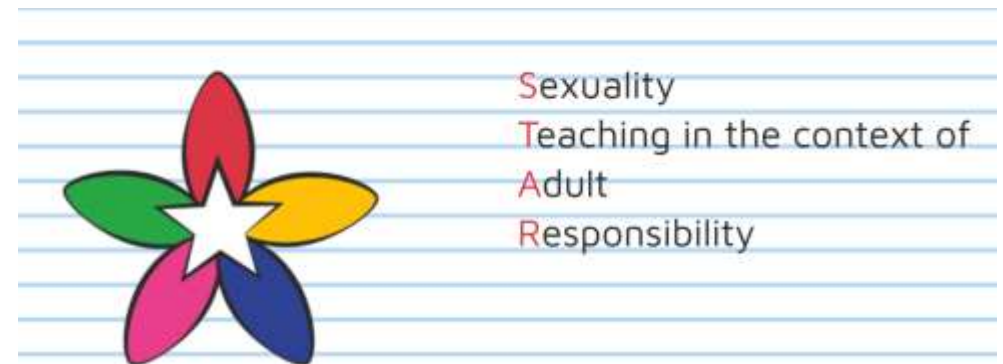 Sexuality
Teaching in the context of
Adult
Responsibility